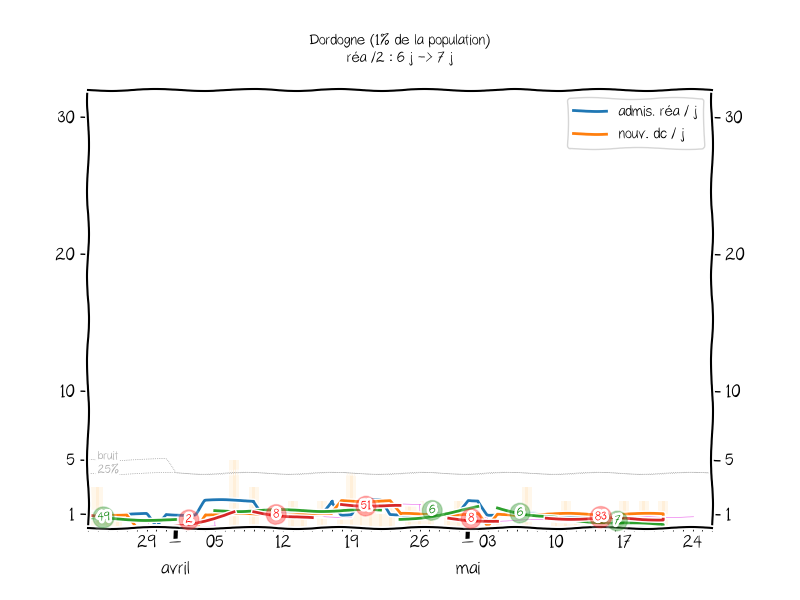 Dordogne (1% de la population)
réa /2 : 6 j -> 7 j
admis. réa / j
nouv. dc / j
30 30
20 20
10 10
5 5
1 1
bruit
25%
49 2 8 51 6 8 6 83 7
29 05 12 19 26 03 10 17 24
avril mai